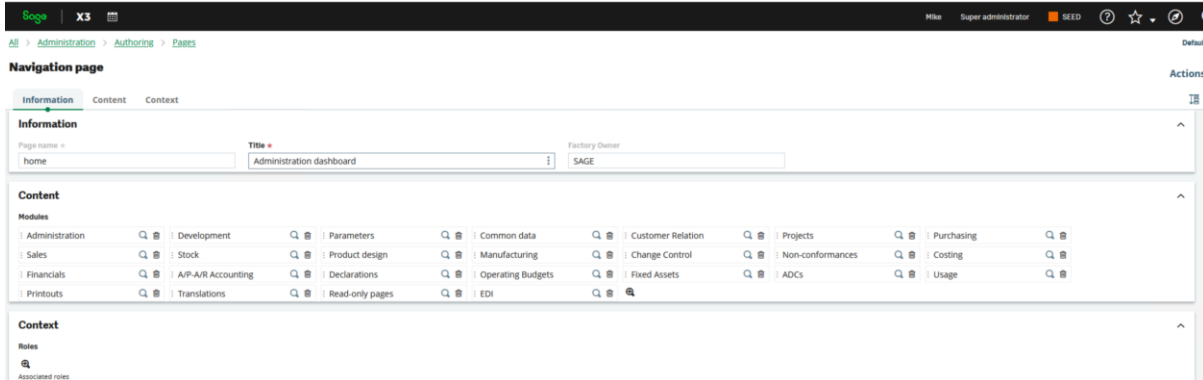 Sage X3 Mike Super administrator SEED
All > Administration > Authoring > Pages Defaul
Navigation page
Actions
Information Content Context
Information
Page name * Title * Factory Owner
home Administration dashboard SAGE
Content
Modules
Administration Development Parameters Common data Customer Relation Projects Purchasing
Sales Stock Product design Manufacturing Change Control Non-conformances Costing
Financials A/P-A/R Accounting Declarations Operating Budgets Fixed Assets ADCs Usage
Printouts Translations Read-only pages EDI
Context
Roles
Associated roles